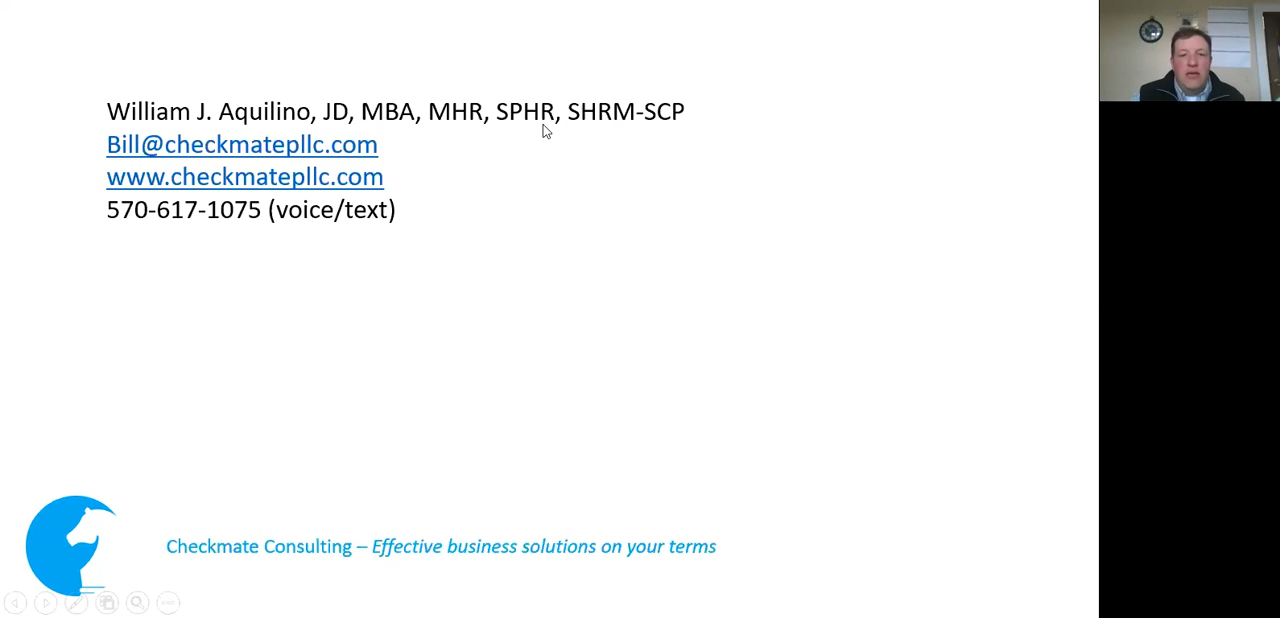 William J. Aquilino, JD, MBA, MHR, SPHR, SHRM-SCP
Bill@checkmatepllc.com
www.checkmatepllc.com
570-617-1075 (voice/text)
Checkmate Consulting – Effective business solutions on your terms